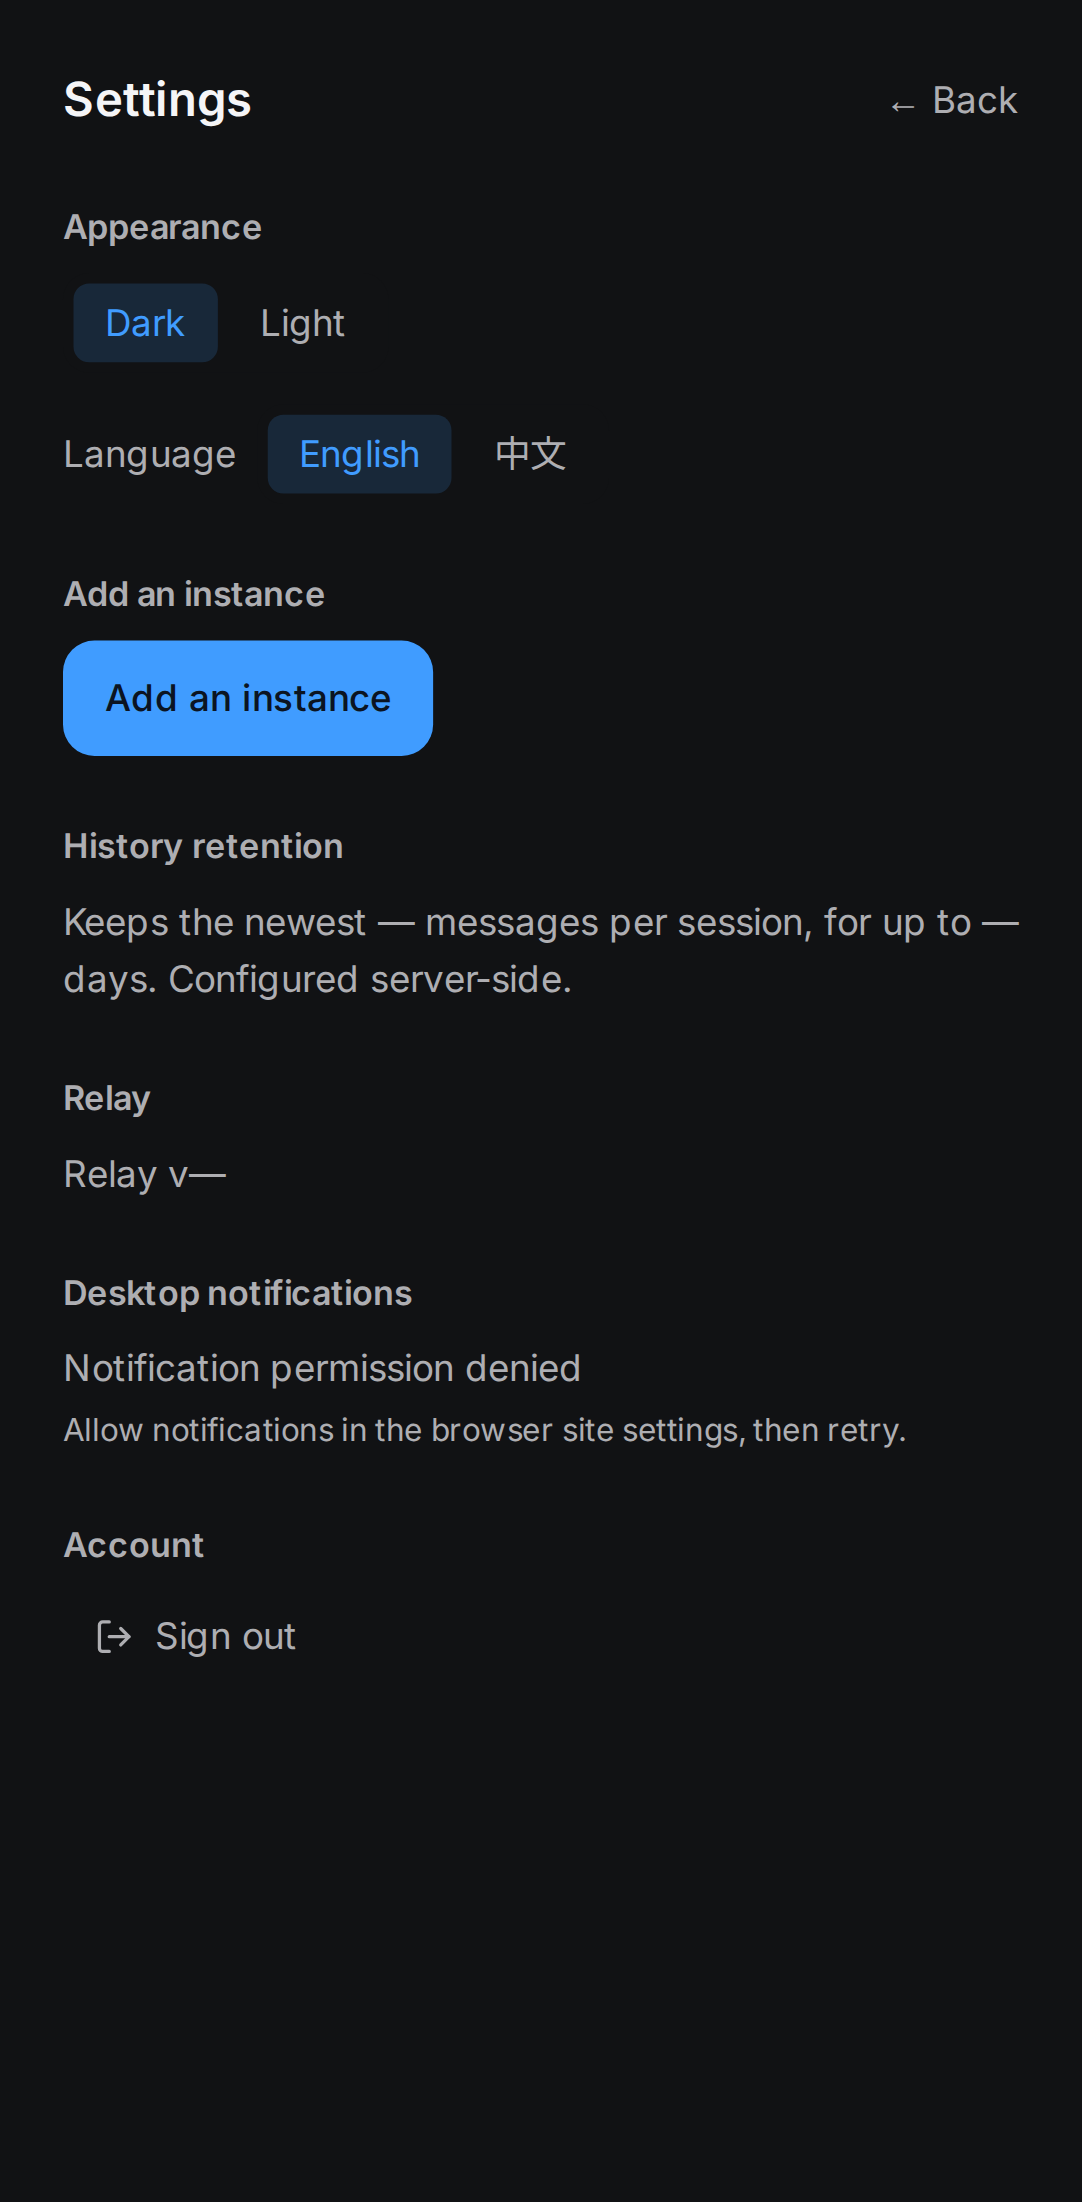 Settings
← Back
Appearance
Dark Light
Language English 中文
Add an instance
Add an instance
History retention
Keeps the newest — messages per session, for up to —
days. Configured server-side.
Relay
Relay v—
Desktop notifications
Notification permission denied
Allow notifications in the browser site settings, then retry.
Account
Sign out